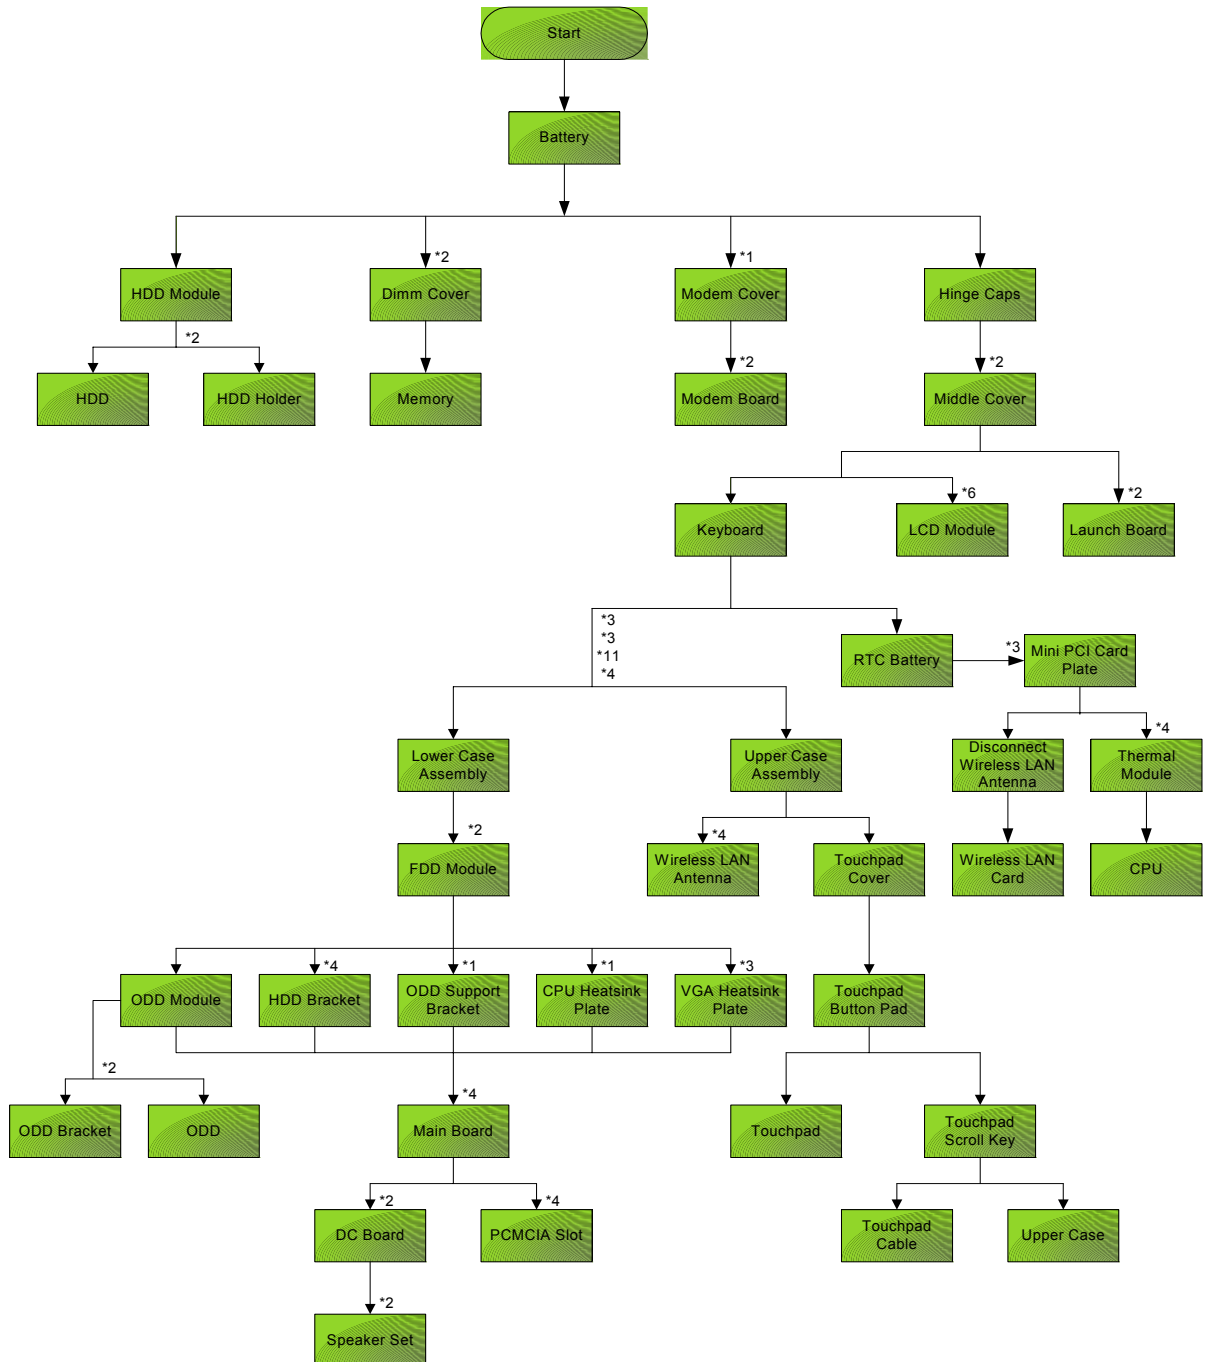 Start
Battery
*2
*1
HDD Module
Dimm Cover
Modem Cover
Hinge Caps
*2
*2
*2
HDD
HDD Holder
Memory
Modem Board
Middle Cover
*6
*2
Keyboard
LCD Module
Launch Board
*3
*3
*11
*4
RTC Battery
*3
Mini PCI Card
Plate
*4
Lower Case
Assembly
Upper Case
Assembly
Disconnect
Wireless LAN
Antenna
Thermal
Module
*2
*4
FDD Module
Wireless LAN
Antenna
Touchpad
Cover
Wireless LAN
Card
CPU
*4
*1
*1
*3
ODD Module
HDD Bracket
ODD Support
Bracket
CPU Heatsink
Plate
VGA Heatsink
Plate
Touchpad
Button Pad
*2
*4
ODD Bracket
ODD
Main Board
Touchpad
Touchpad
Scroll Key
*2
*4
DC Board
PCMCIA Slot
Touchpad
Cable
Upper Case
*2
Speaker Set